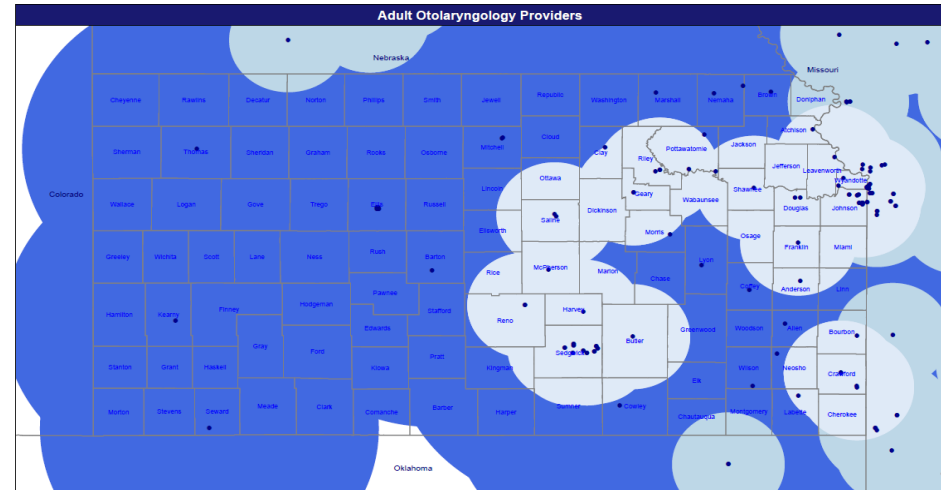 Adult Otolaryngology Providers
Nebraska
Missouri
Cheyenne Rawlins Decatur Norton Phillips Smith Jewell Republic Washington Marshall Nemaha Brown Doniphan
Atchison
Sherman Thomas Sheridan Graham Rooks Osborne Mitchell Cloud Clay Riley Pottawatomie Jackson Jefferson Leavenworth
Wyandotte
Colorado
Wallace Logan Gove Trego Ellis Russell Lincoln Ottawa Saline Dickinson Geary Wabaunsee Shawnee Douglas Johnson
Ellsworth Morris Osage
Greeley Wichita Scott Lane Ness Rush Barton Rice McPherson Marion Chase Lyon Coffey Franklin Miami
Anderson Linn
Hamilton Kearny Finney Hodgeman Pawnee Stafford Reno Harvey
Edwards
Gray Ford Sedgwick Butler Greenwood Woodson Allen Bourbon
Stanton Grant Haskell Kiowa Pratt Kingman Elk Wilson Neosho Crawford
Morton Stevens Seward Meade Clark Comanche Barber Harper Sumner Cowley Chautauqua Montgomery Labette Cherokee
Oklahoma